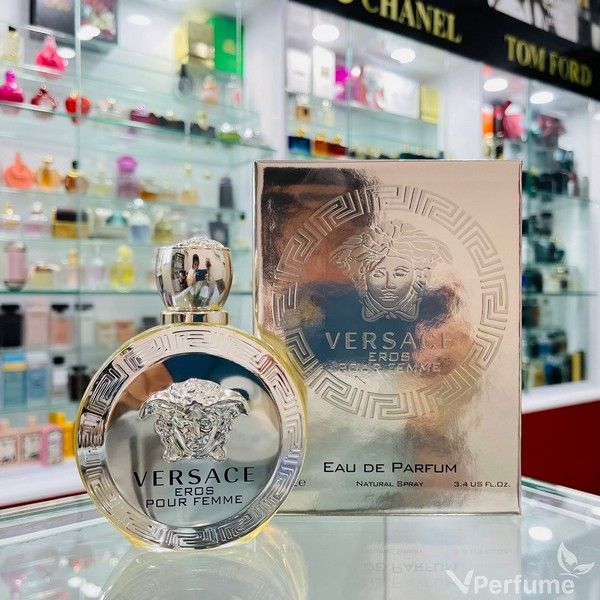 CHANEL
TOM FORD
VERSACE
EROS
POUR FEMME
EAU DE PARFUM
NATURAL SPRAY 3.4 US FL.OZ.
VERSACE
EROS
POUR FEMME
VPerfume